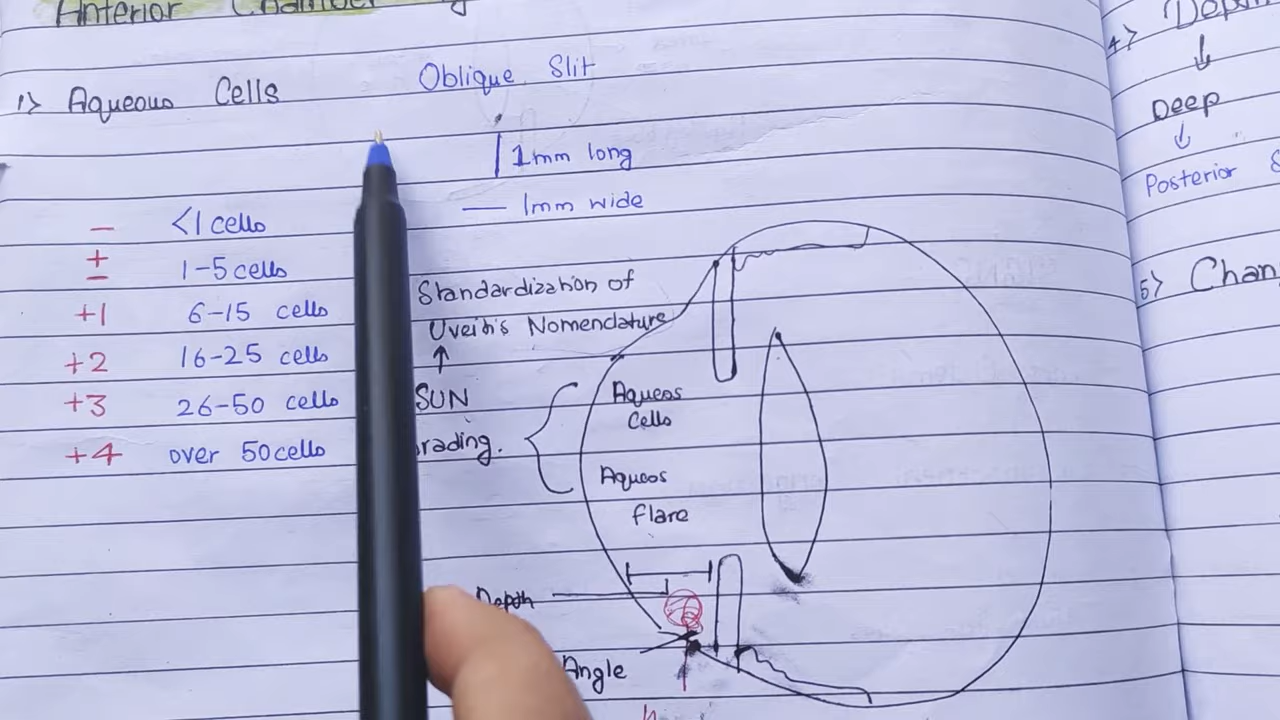 Anterior Chamber
1> Aqueous Cells
Oblique Slit
1mm long
— 1mm wide
− <1 cells
± 1-5 cells
+1 6-15 cells
+2 16-25 cells
+3 26-50 cells
+4 over 50 cells
Standardization of
Uveitis Nomenclature
↑
SUN
grading.
Aqueos
Cells
Aqueos
flare
Depth
Angle
4> Depth
↓
Deep
↓
Posterior
5> Chan